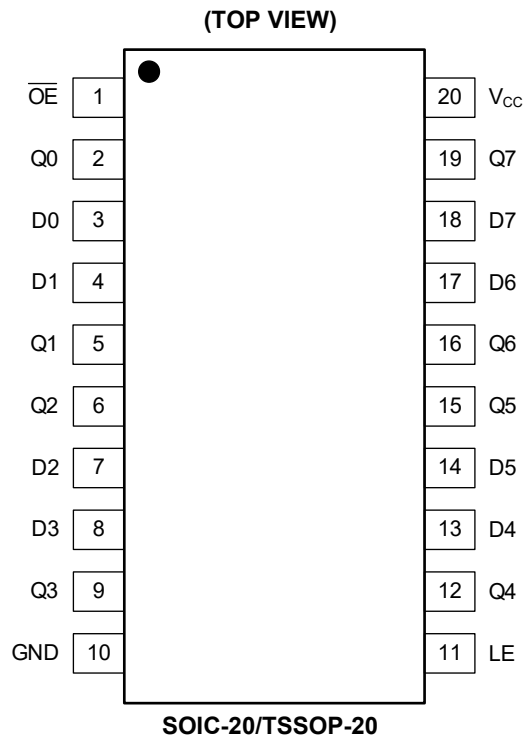 (TOP VIEW)
O̅E̅ 1 20 V_CC
Q0 2 19 Q7
D0 3 18 D7
D1 4 17 D6
Q1 5 16 Q6
Q2 6 15 Q5
D2 7 14 D5
D3 8 13 D4
Q3 9 12 Q4
GND 10 11 LE
SOIC-20/TSSOP-20